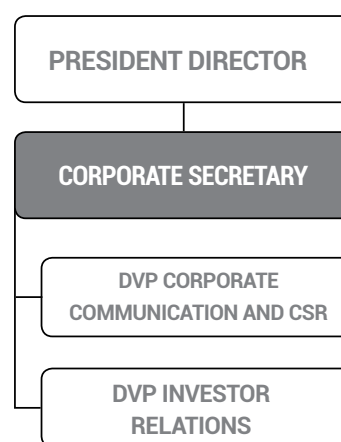 PRESIDENT DIRECTOR
CORPORATE SECRETARY
DVP CORPORATE
COMMUNICATION AND CSR
DVP INVESTOR
RELATIONS